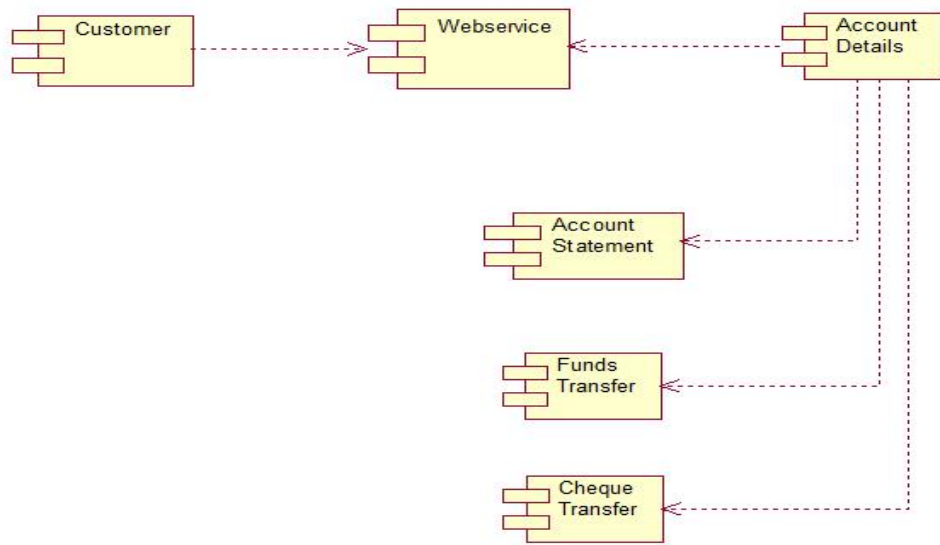 Customer
Webservice
Account
Details
Account
Statement
Funds
Transfer
Cheque
Transfer